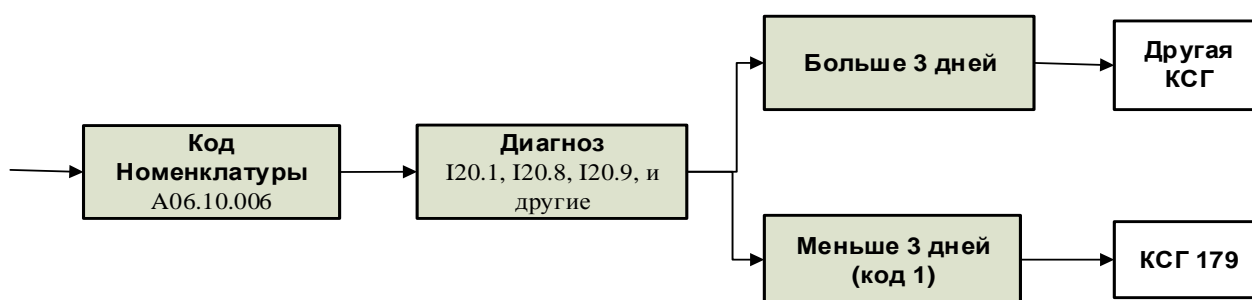 Код
Номенклатуры
A06.10.006
Диагноз
I20.1, I20.8, I20.9, и
другие
Больше 3 дней
Другая
КСГ
Меньше 3 дней
(код 1)
КСГ 179